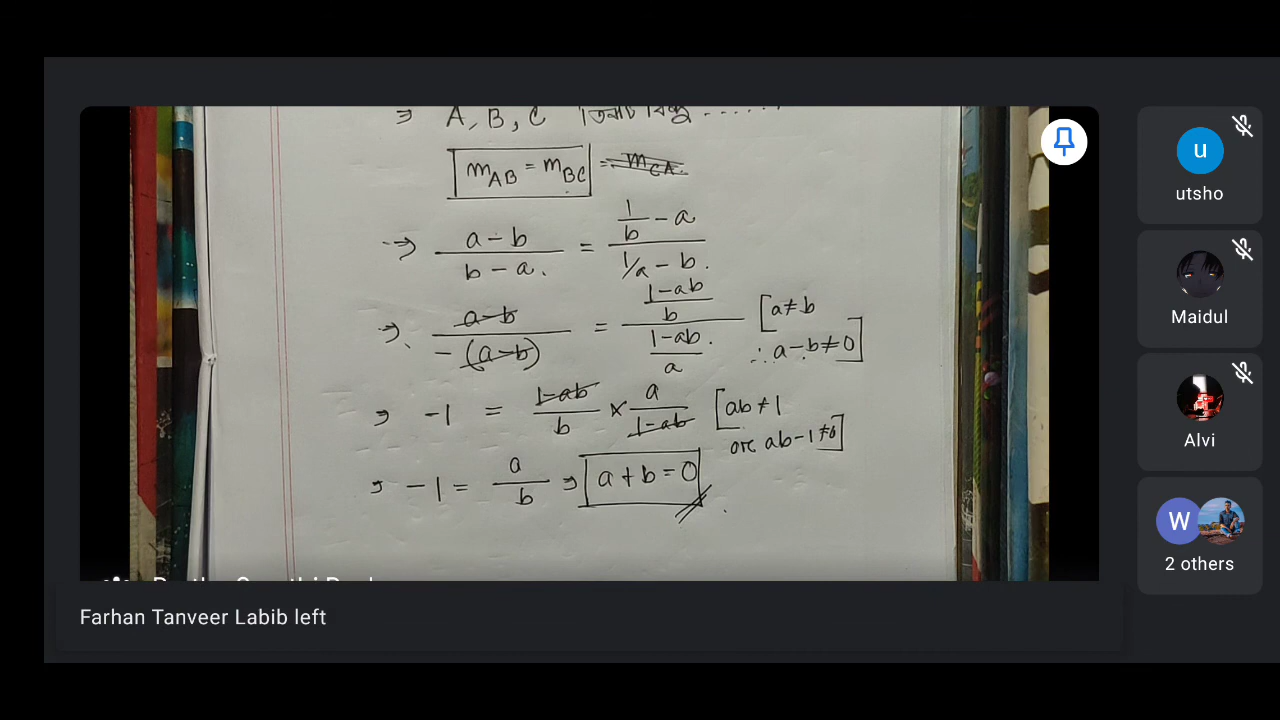 ⇒ A, B, C তিনটি বিন্দু .......
m_AB = m_BC = m_CA.
⇒ (a-b)/(b-a). = (1/b - a)/(1/a - b).
⇒ (a-b)/(-(a-b)) = ((1-ab)/b)/((1-ab)/a) [a≠b
∴ a-b≠0]
⇒ -1 = (1-ab)/b × a/(1-ab) [ab≠1
or ab-1≠0]
⇒ -1 = a/b ⇒ a+b=0
Farhan Tanveer Labib left
u
utsho
Maidul
Alvi
W
2 others